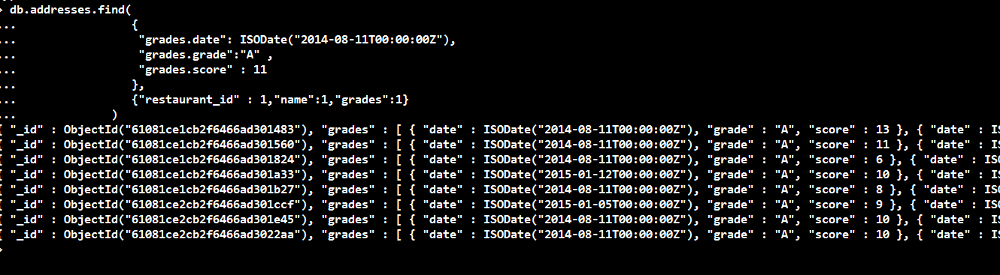 > db.addresses.find(
... {
... "grades.date": ISODate("2014-08-11T00:00:00Z"),
... "grades.grade":"A" ,
... "grades.score" : 11
... },
... {"restaurant_id" : 1,"name":1,"grades":1}
... )
{ "_id" : ObjectId("61081ce1cb2f6466ad301483"), "grades" : [ { "date" : ISODate("2014-08-11T00:00:00Z"), "grade" : "A", "score" : 13 }, { "date" : IS
{ "_id" : ObjectId("61081ce1cb2f6466ad301560"), "grades" : [ { "date" : ISODate("2014-08-11T00:00:00Z"), "grade" : "A", "score" : 11 }, { "date" : IS
{ "_id" : ObjectId("61081ce1cb2f6466ad301824"), "grades" : [ { "date" : ISODate("2014-08-11T00:00:00Z"), "grade" : "A", "score" : 6 }, { "date" : ISO
{ "_id" : ObjectId("61081ce1cb2f6466ad301a33"), "grades" : [ { "date" : ISODate("2015-01-12T00:00:00Z"), "grade" : "A", "score" : 10 }, { "date" : IS
{ "_id" : ObjectId("61081ce1cb2f6466ad301b27"), "grades" : [ { "date" : ISODate("2014-08-11T00:00:00Z"), "grade" : "A", "score" : 8 }, { "date" : ISO
{ "_id" : ObjectId("61081ce2cb2f6466ad301ccf"), "grades" : [ { "date" : ISODate("2015-01-05T00:00:00Z"), "grade" : "A", "score" : 9 }, { "date" : ISO
{ "_id" : ObjectId("61081ce2cb2f6466ad301e45"), "grades" : [ { "date" : ISODate("2014-08-11T00:00:00Z"), "grade" : "A", "score" : 10 }, { "date" : IS
{ "_id" : ObjectId("61081ce2cb2f6466ad3022aa"), "grades" : [ { "date" : ISODate("2014-08-11T00:00:00Z"), "grade" : "A", "score" : 10 }, { "date" : IS
>